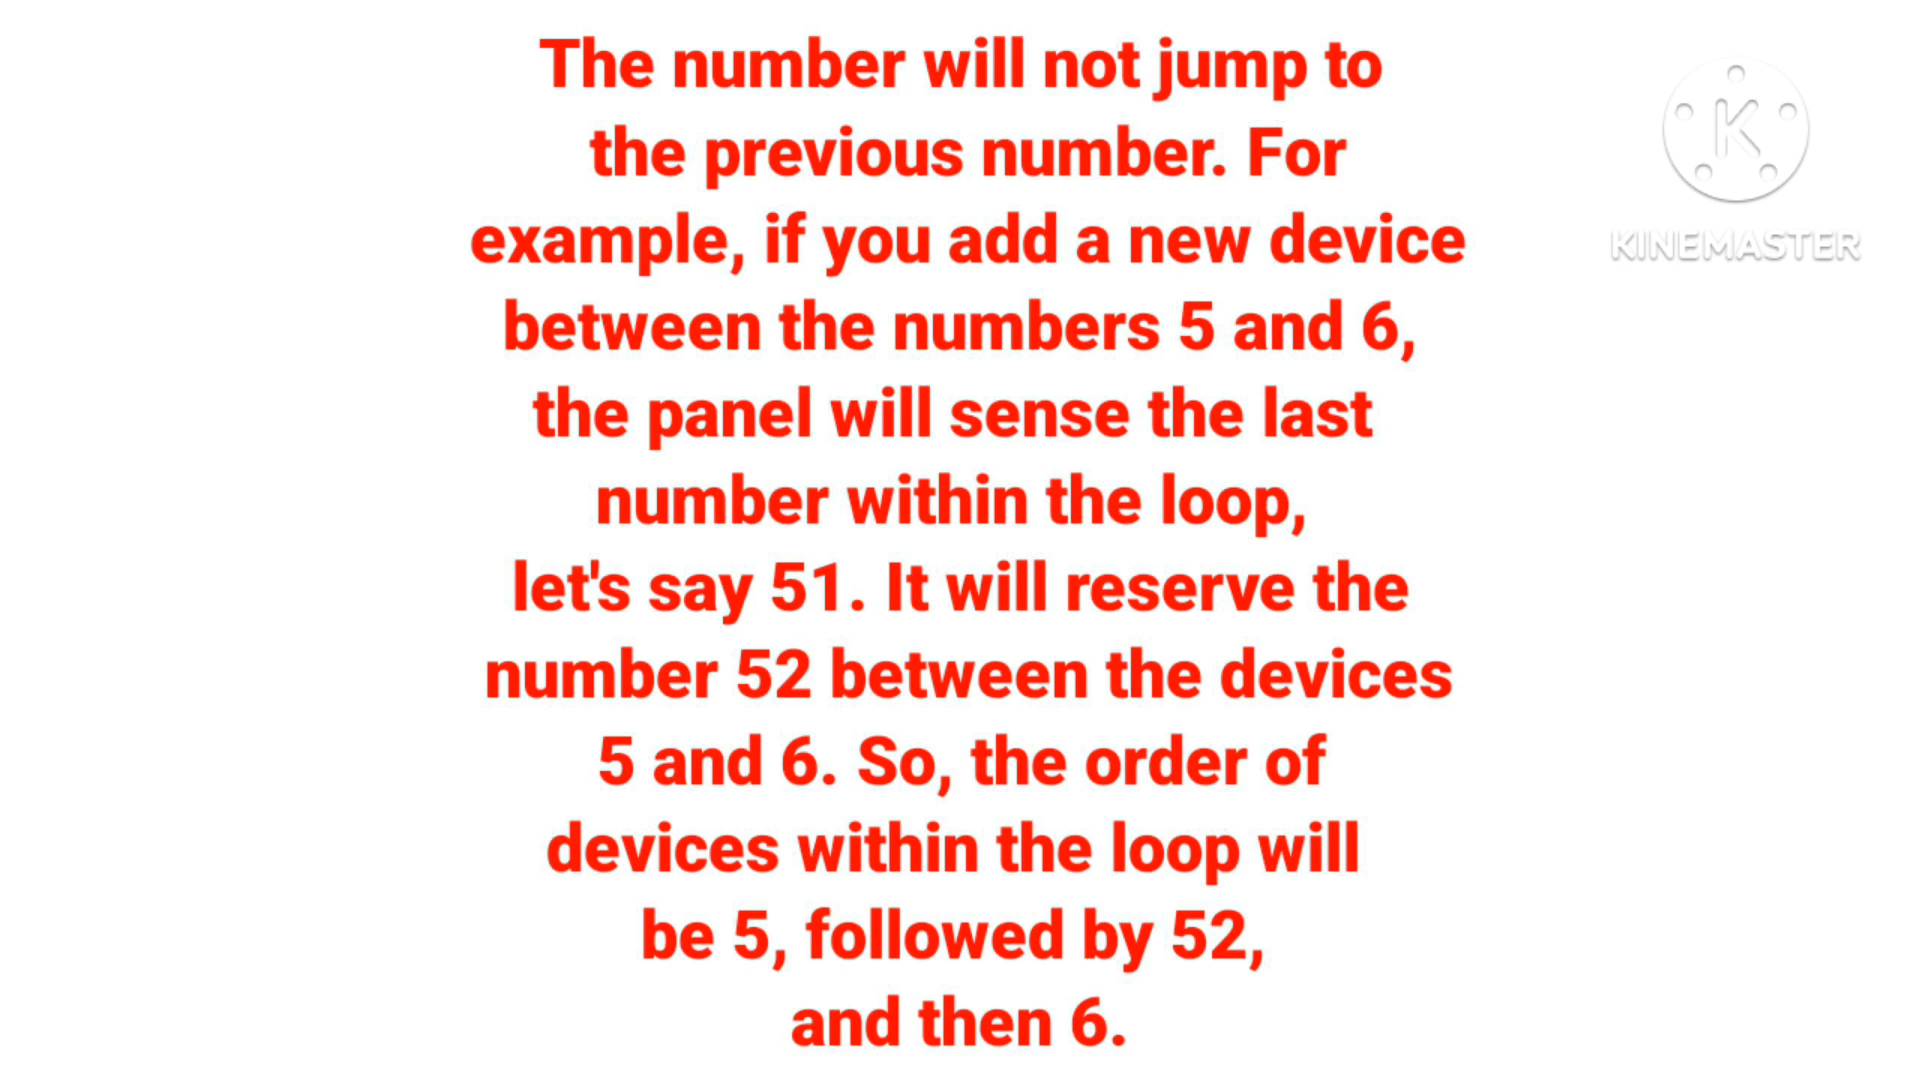 The number will not jump to
the previous number. For
example, if you add a new device
between the numbers 5 and 6,
the panel will sense the last
number within the loop,
let's say 51. It will reserve the
number 52 between the devices
5 and 6. So, the order of
devices within the loop will
be 5, followed by 52,
and then 6.
K
KINEMASTER